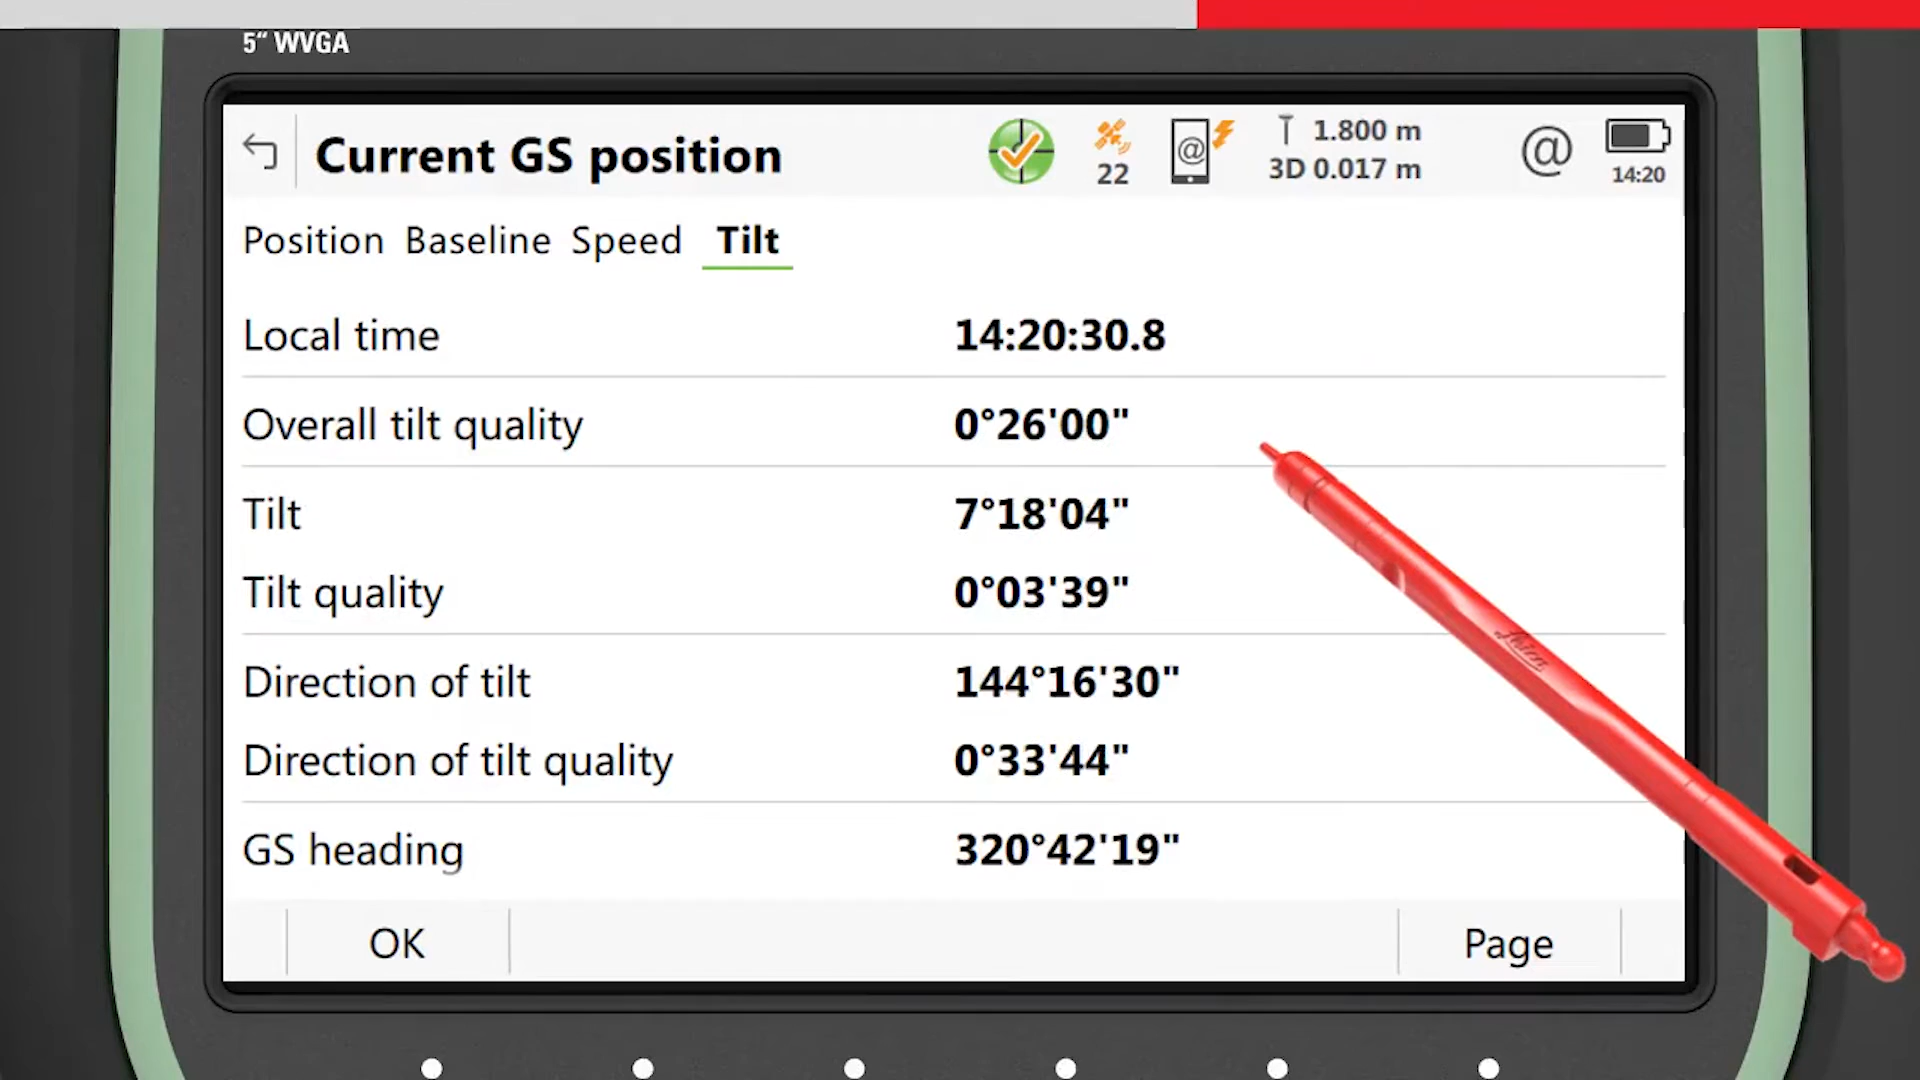 5“ WVGA
Current GS position
22
@
1.800 m
3D 0.017 m
@
14:20
Position Baseline Speed Tilt
Local time 14:20:30.8
Overall tilt quality 0°26'00"
Tilt 7°18'04"
Tilt quality 0°03'39"
Direction of tilt 144°16'30"
Direction of tilt quality 0°33'44"
GS heading 320°42'19"
Leica
OK Page